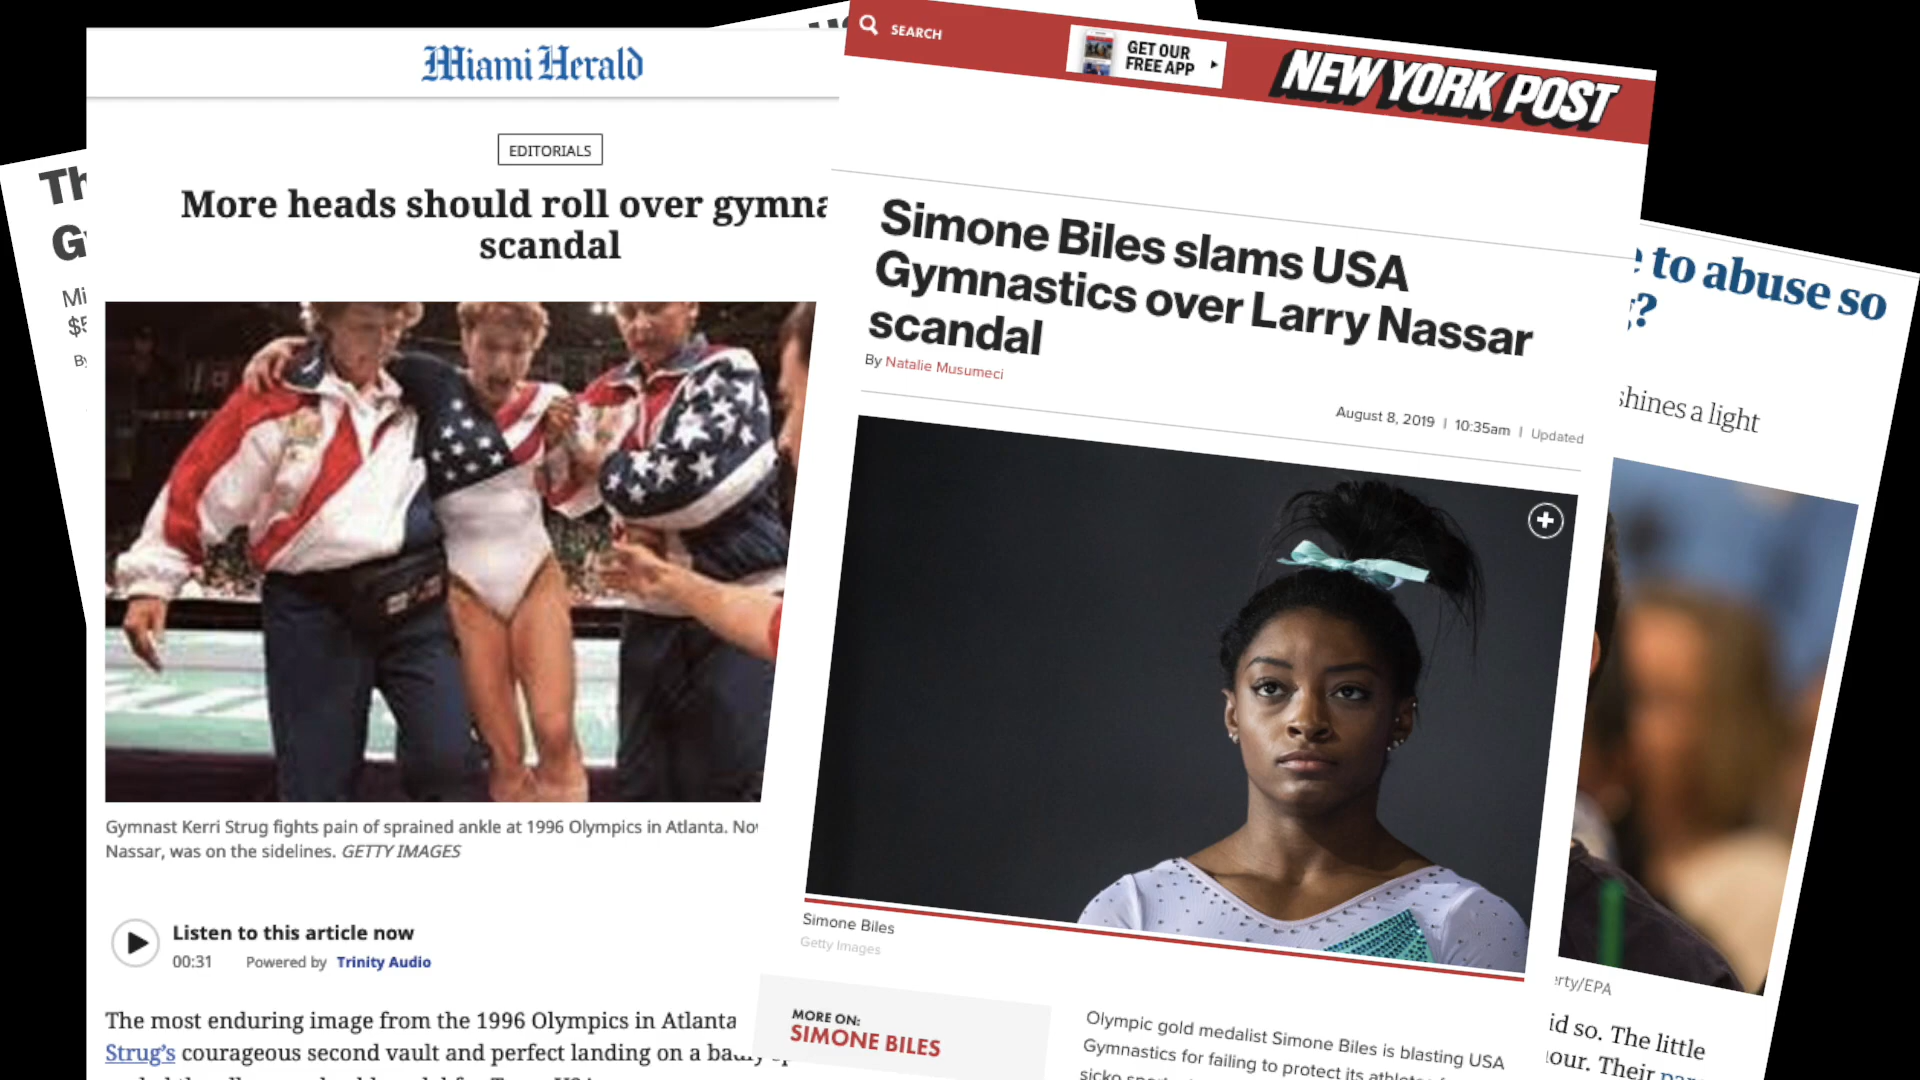 Miami Herald
EDITORIALS
More heads should roll over
scandal
Gymnast Kerri Strug fights pain of sprained ankle at 1996 Olympics in Atlanta.
Nassar, was on the sidelines. GETTY IMAGES
Listen to this article now
00:31 Powered by Trinity Audio
The most enduring image from the 1996 Olympics in Atlanta
Strug's courageous second vault and perfect landing on a
SEARCH
GET OUR
FREE APP
NEW YORK POST
Simone Biles slams USA
Gymnastics over Larry Nassar
scandal
By Natalie Musumeci
August 8, 2019 | 10:35am | Updated
Simone Biles
Getty Images
MORE ON:
SIMONE BILES
Olympic gold medalist Simone Biles is blasting USA
Gymnastics for failing to protect its
sicko
to abuse so
shines a light
/EPA
so. The little
Their